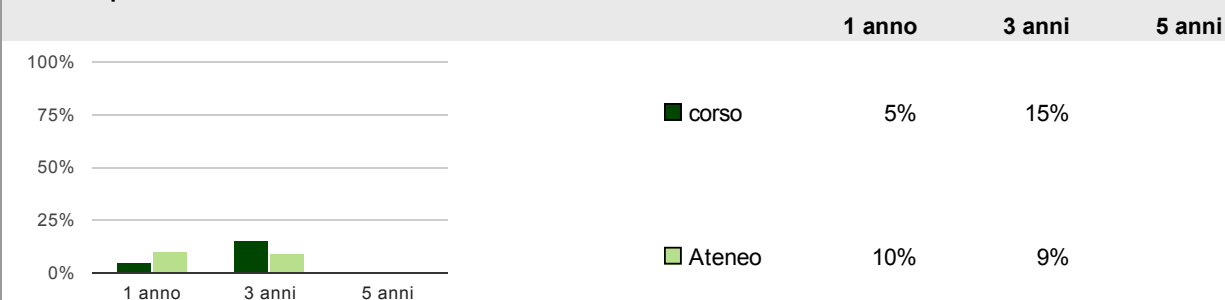 1 anno 3 anni 5 anni
100%
75%
50%
25%
0%
1 anno 3 anni 5 anni
corso 5% 15%
Ateneo 10% 9%